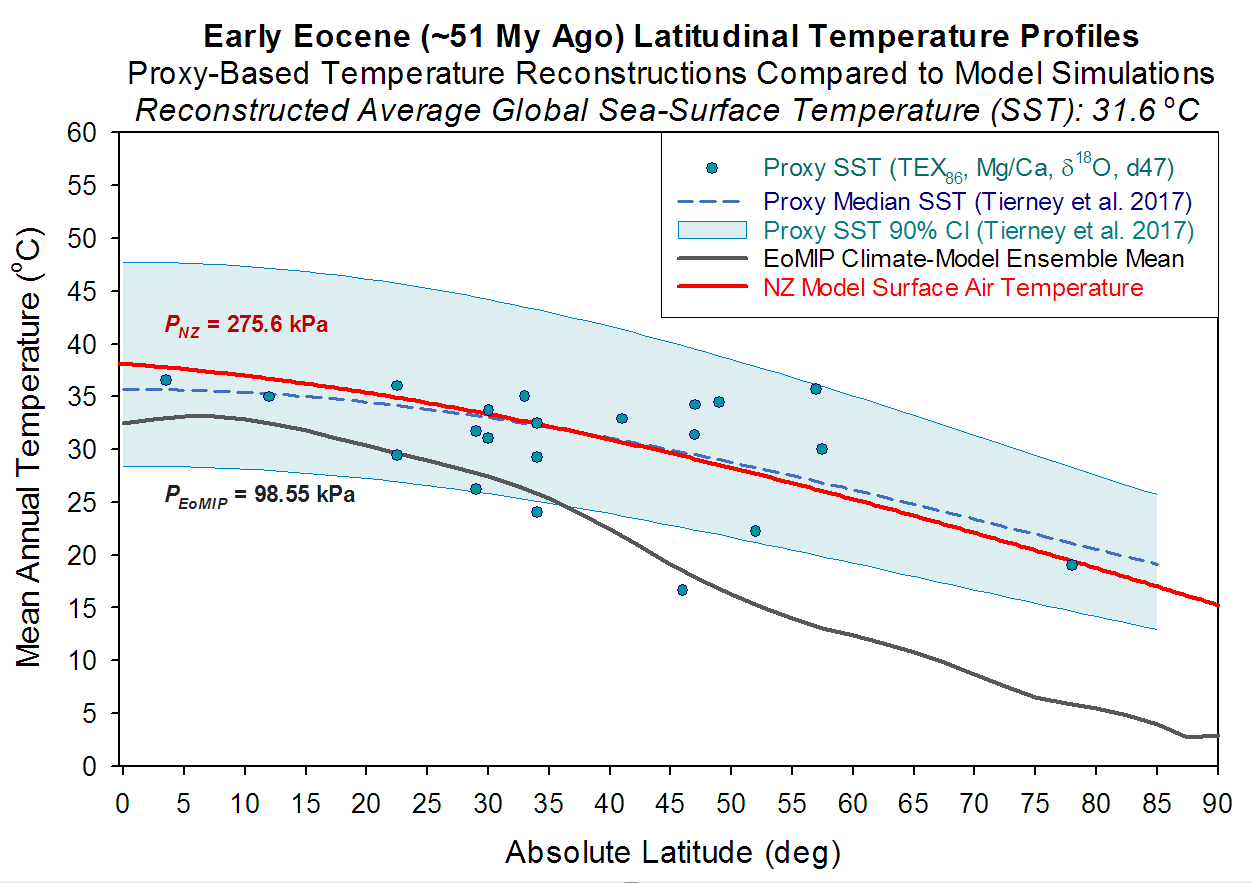 Early Eocene (~51 My Ago) Latitudinal Temperature Profiles
Proxy-Based Temperature Reconstructions Compared to Model Simulations
Reconstructed Average Global Sea-Surface Temperature (SST): 31.6 °C
Proxy SST (TEX86, Mg/Ca, δ18O, d47)
Proxy Median SST (Tierney et al. 2017)
Proxy SST 90% CI (Tierney et al. 2017)
EoMIP Climate-Model Ensemble Mean
NZ Model Surface Air Temperature
PNZ = 275.6 kPa
PEoMIP = 98.55 kPa
Mean Annual Temperature (°C)
60
55
50
45
40
35
30
25
20
15
10
5
0
0 5 10 15 20 25 30 35 40 45 50 55 60 65 70 75 80 85 90
Absolute Latitude (deg)